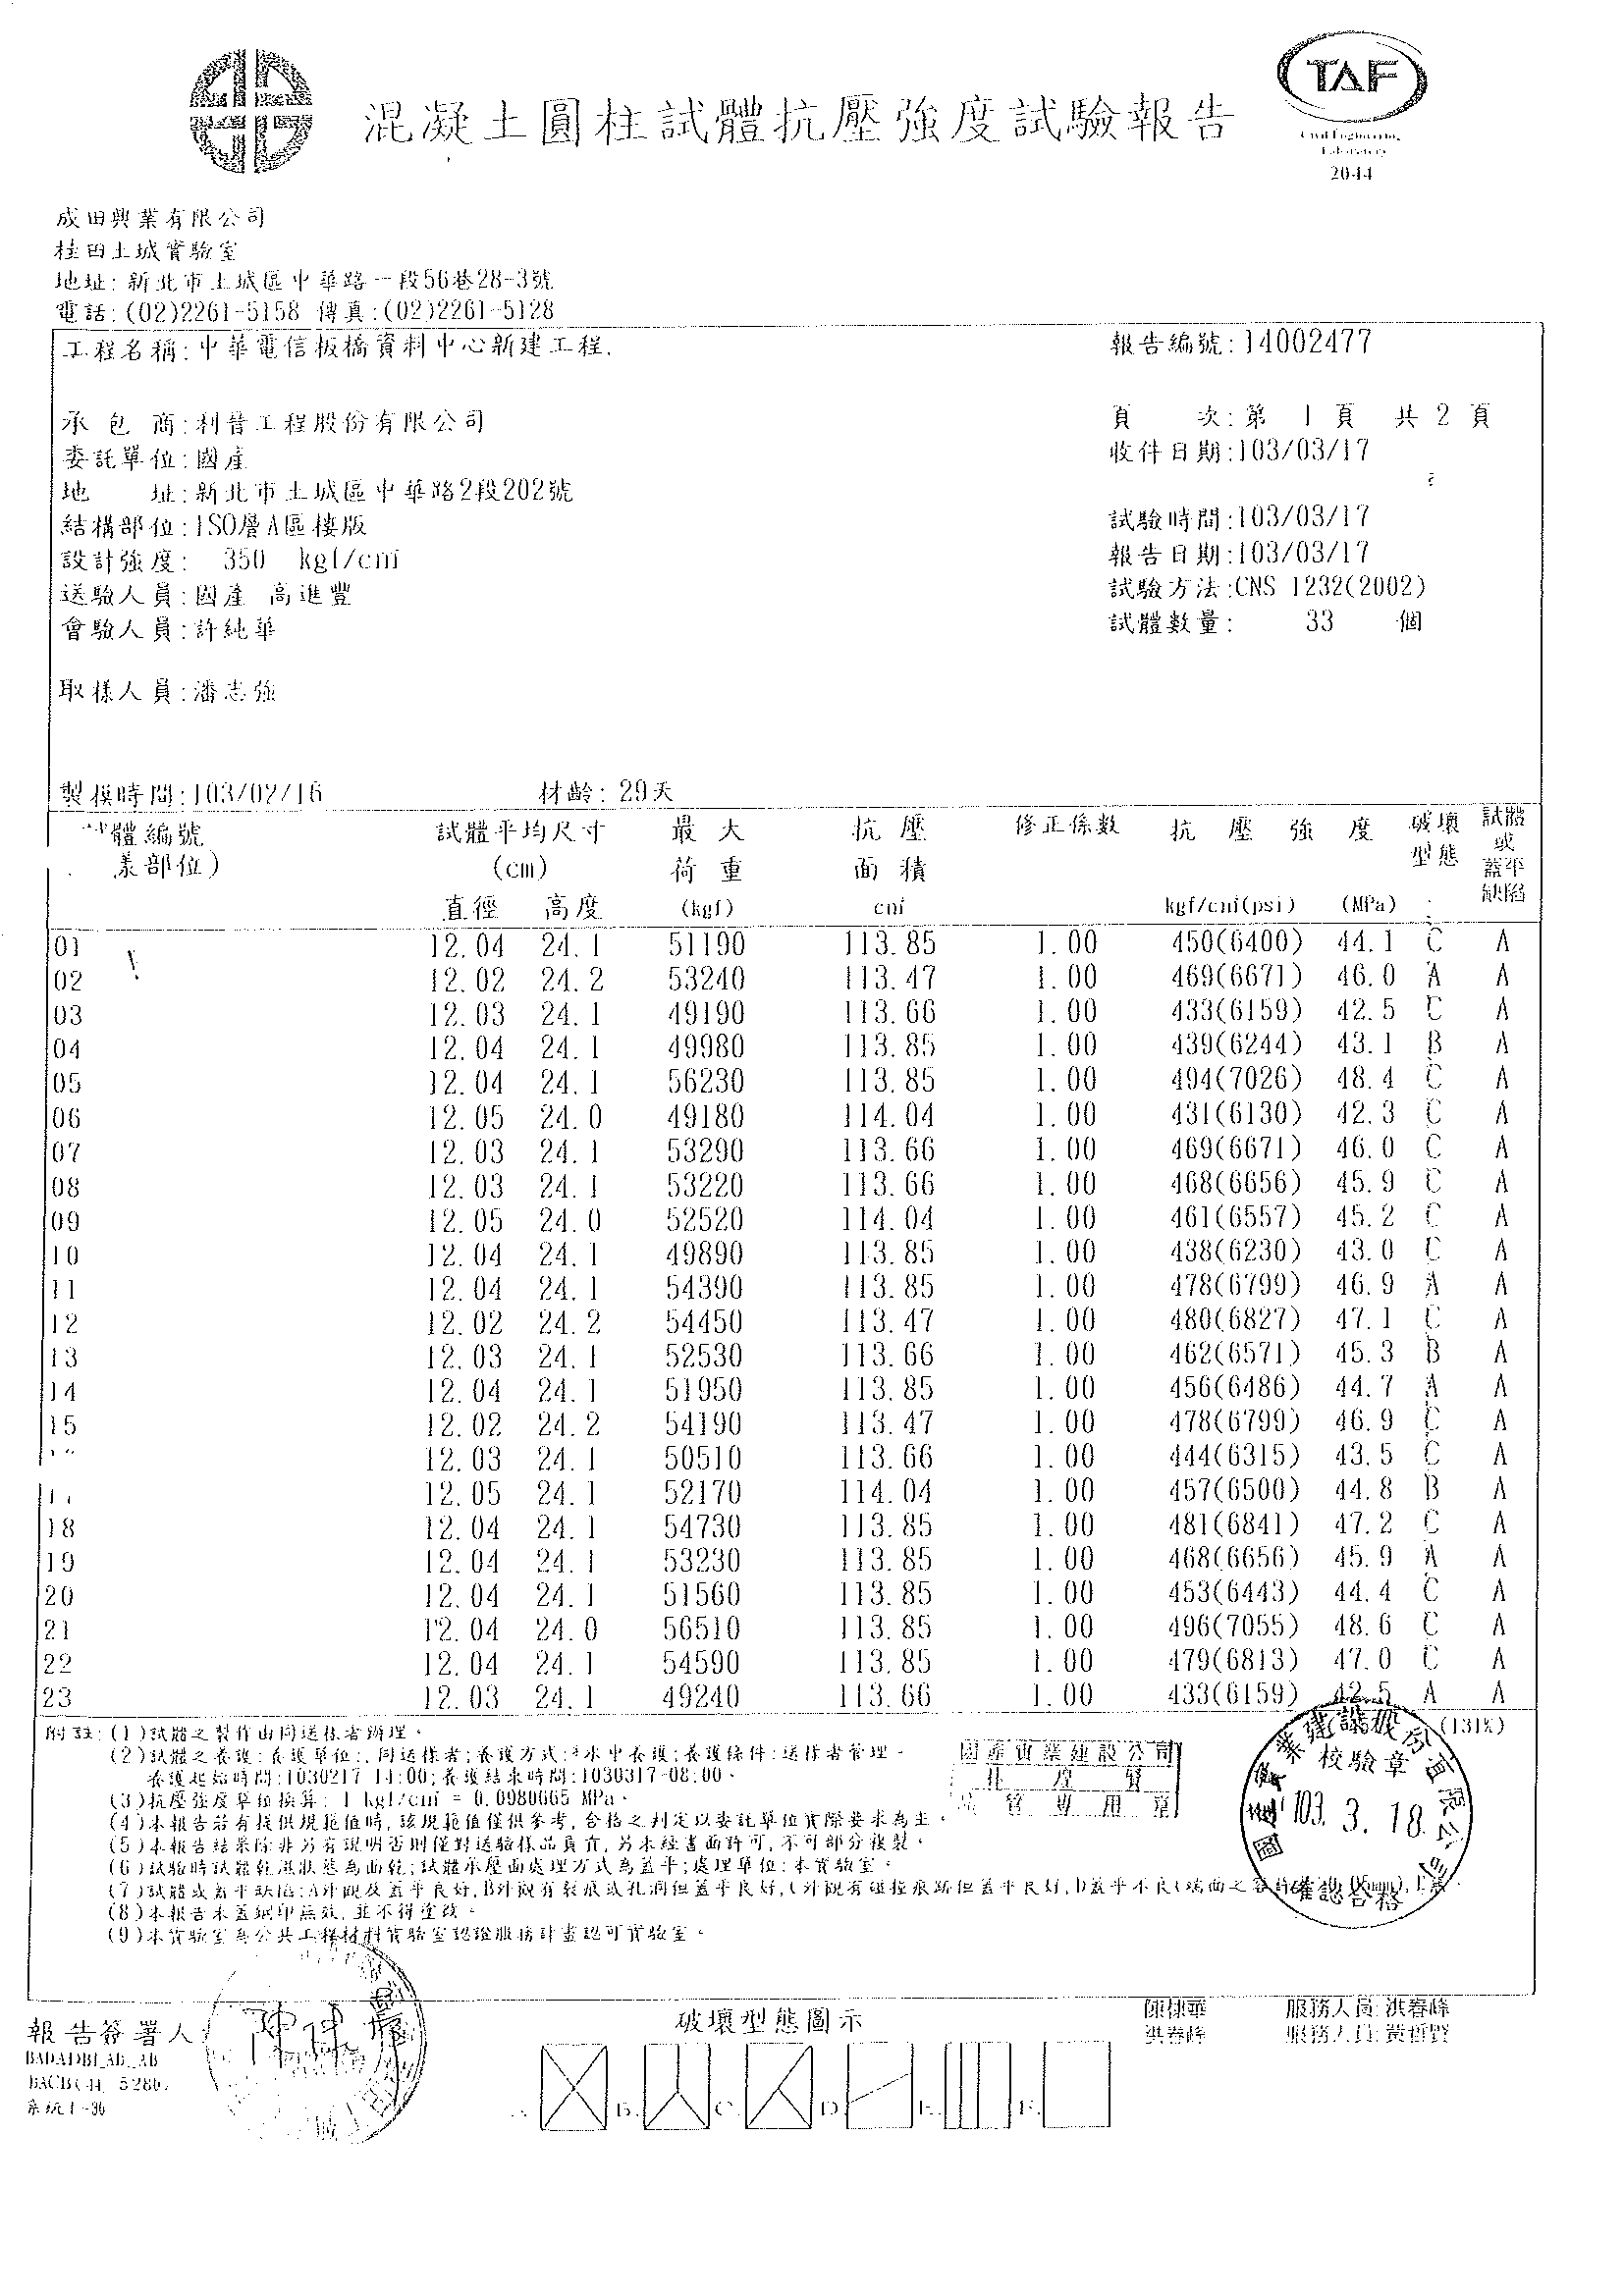 混凝土圓柱試體抗壓強度試驗報告
TAF
Civil Engineering
Laboratory
2044
成田興業有限公司
桂田土城實驗室
地址:新北市土城區中華路一段56巷28-3號
電話:(02)2261-5158 傳真:(02)2261-5128
工程名稱:中華電信板橋資料中心新建工程. 報告編號:14002477
承 包 商:利晉工程股份有限公司 頁 次:第 1 頁 共 2 頁
委託單位:國產 收件日期:103/03/17
地 址:新北市土城區中華路2段202號
結構部位:ISO層A區樓版 試驗時間:103/03/17
設計強度: 350 kgf/c㎡ 報告日期:103/03/17
送驗人員:國產 高進豐 試驗方法:CNS 1232(2002)
會驗人員:許純華 試體數量: 33 個
取樣人員:潘志強
製模時間:103/02/16 材齡: 29天
體編號 試體平均尺寸 最 大 抗 壓 修正係數 抗 壓 強 度 破壞 試體
部位) (cm) 荷 重 面 積 型態 或
蓋平
直徑 高度 (kgf) c㎡ kgf/c㎡(psi) (MPa) 缺陷
01 12.04 24.1 51190 113.85 1.00 450(6400) 44.1 C A
02 12.02 24.2 53240 113.47 1.00 469(6671) 46.0 A A
03 12.03 24.1 49190 113.66 1.00 433(6159) 42.5 C A
04 12.04 24.1 49980 113.85 1.00 439(6244) 43.1 B A
05 12.04 24.1 56230 113.85 1.00 494(7026) 48.4 C A
06 12.05 24.0 49180 114.04 1.00 431(6130) 42.3 C A
07 12.03 24.1 53290 113.66 1.00 469(6671) 46.0 C A
08 12.03 24.1 53220 113.66 1.00 468(6656) 45.9 C A
09 12.05 24.0 52520 114.04 1.00 461(6557) 45.2 C A
10 12.04 24.1 49890 113.85 1.00 438(6230) 43.0 C A
11 12.04 24.1 54390 113.85 1.00 478(6799) 46.9 A A
12 12.02 24.2 54450 113.47 1.00 480(6827) 47.1 C A
13 12.03 24.1 52530 113.66 1.00 462(6571) 45.3 B A
14 12.04 24.1 51950 113.85 1.00 456(6486) 44.7 A A
15 12.02 24.2 54190 113.47 1.00 478(6799) 46.9 C A
12.03 24.1 50510 113.66 1.00 444(6315) 43.5 C A
12.05 24.1 52170 114.04 1.00 457(6500) 44.8 B A
18 12.04 24.1 54730 113.85 1.00 481(6841) 47.2 C A
19 12.04 24.1 53230 113.85 1.00 468(6656) 45.9 A A
20 12.04 24.1 51560 113.85 1.00 453(6443) 44.4 C A
21 12.04 24.0 56510 113.85 1.00 496(7055) 48.6 C A
22 12.04 24.1 54590 113.85 1.00 479(6813) 47.0 C A
23 12.03 24.1 49240 113.66 1.00 433(6159) 42.5 A A
附註:(1)試體之製作由同送樣者辦理。 (131%)
(2)試體之養護:養護單位:同送樣者;養護方式:水中養護;養護條件:送樣者管理。
養護起始時間:1030217 14:00;養護結束時間:1030317-08:00。
(3)抗壓強度單位換算: 1 kgf/c㎡ = 0.0980665 MPa。
(4)本報告若有提供規範值時,該規範值僅供參考,合格之判定以委託單位實際要求為主。
(5)本報告結果除非另有說明否則僅對送驗樣品負責,另未經書面許可,不可部分複製。
(6)試驗時試體乾濕狀態為面乾;試體承壓面處理方式為蓋平;處理單位:本實驗室。
(7)試體或蓋平缺陷:A外觀及蓋平良好,B外觀有裂痕或孔洞但蓋平良好,C外觀有碰撞痕跡但蓋平良好,D蓋平不良(端面之
(8)本報告未蓋鋼印無效,並不得塗改。
(9)本實驗室為公共工程材料實驗室認證服務計畫認可實驗室。
國產實業建設公司
品 管 專 用 章
國產實業建設股份有限公司
校驗章
103. 3. 18.
確認合格
報告簽署人
破壞型態圖示
服務人員:洪春峰
洪春峰 服務人員:黃哲賢
B. C. D. E. F.